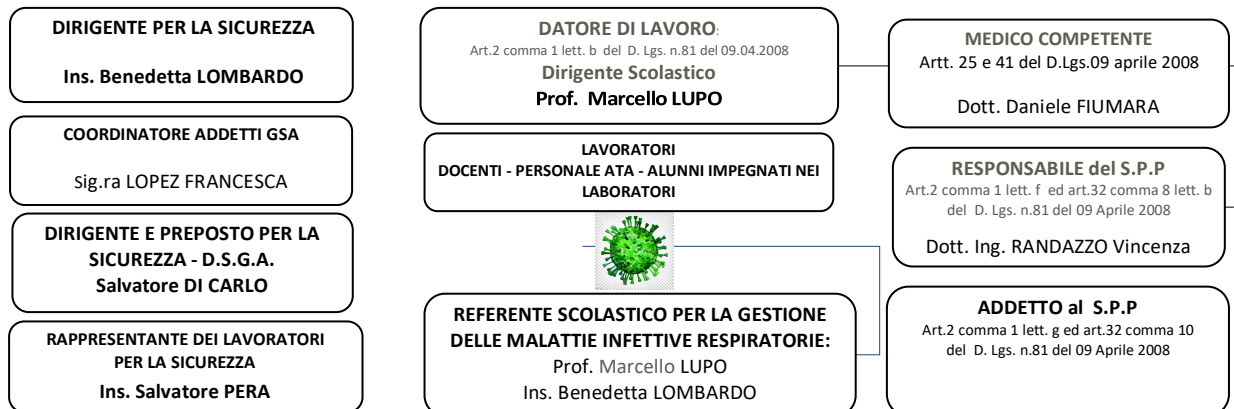 DIRIGENTE PER LA SICUREZZA
Ins. Benedetta LOMBARDO
COORDINATORE ADDETTI GSA
Sig.ra LOPEZ FRANCESCA
DIRIGENTE E PREPOSTO PER LA
SICUREZZA - D.S.G.A.
Salvatore DI CARLO
RAPPRESENTANTE DEI LAVORATORI
PER LA SICUREZZA
Ins. Salvatore PERA
DATORE DI LAVORO:
Art.2 comma 1 lett. b del D. Lgs. n.81 del 09.04.2008
Dirigente Scolastico
Prof. Marcello LUPO
LAVORATORI
DOCENTI - PERSONALE ATA - ALUNNI IMPEGNATI NEI
LABORATORI
REFERENTE SCOLASTICO PER LA GESTIONE
DELLE MALATTIE INFETTIVE RESPIRATORIE:
Prof. Marcello LUPO
Ins. Benedetta LOMBARDO
MEDICO COMPETENTE
Artt. 25 e 41 del D.Lgs.09 aprile 2008
Dott. Daniele FIUMARA
RESPONSABILE del S.P.P
Art.2 comma 1 lett. f ed art.32 comma 8 lett. b
del D. Lgs. n.81 del 09 Aprile 2008
Dott. Ing. RANDAZZO Vincenza
ADDETTO al S.P.P
Art.2 comma 1 lett. g ed art.32 comma 10
del D. Lgs. n.81 del 09 Aprile 2008